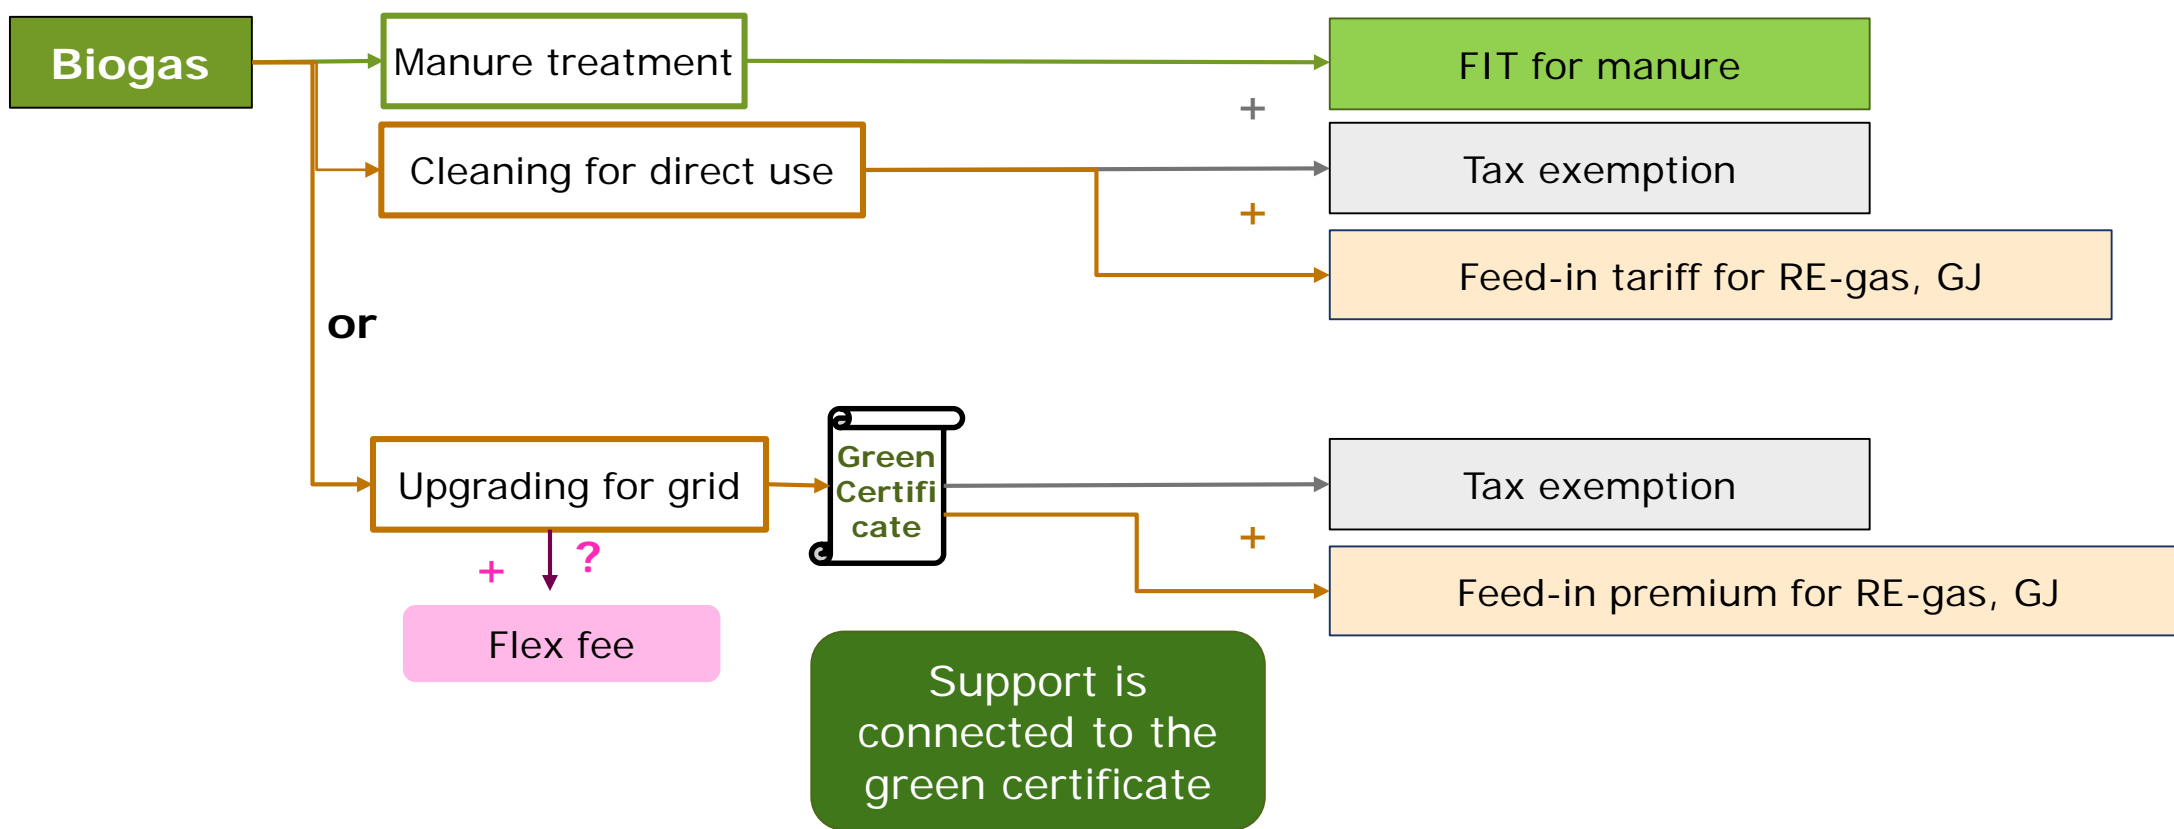 Biogas
Manure treatment
FIT for manure
+
Cleaning for direct use
Tax exemption
+
Feed-in tariff for RE-gas, GJ
or
Green
Certifi
cate
Upgrading for grid
Tax exemption
+
?
+
Feed-in premium for RE-gas, GJ
Flex fee
Support is
connected to the
green certificate